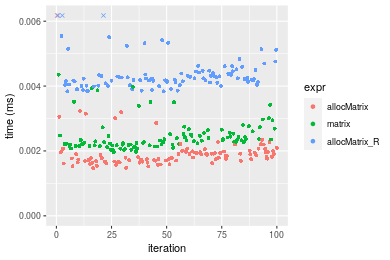 0.006
0.004
0.002
0.000
time (ms)
0
25
50
75
100
iteration
expr
allocMatrix
matrix
allocMatrix_R